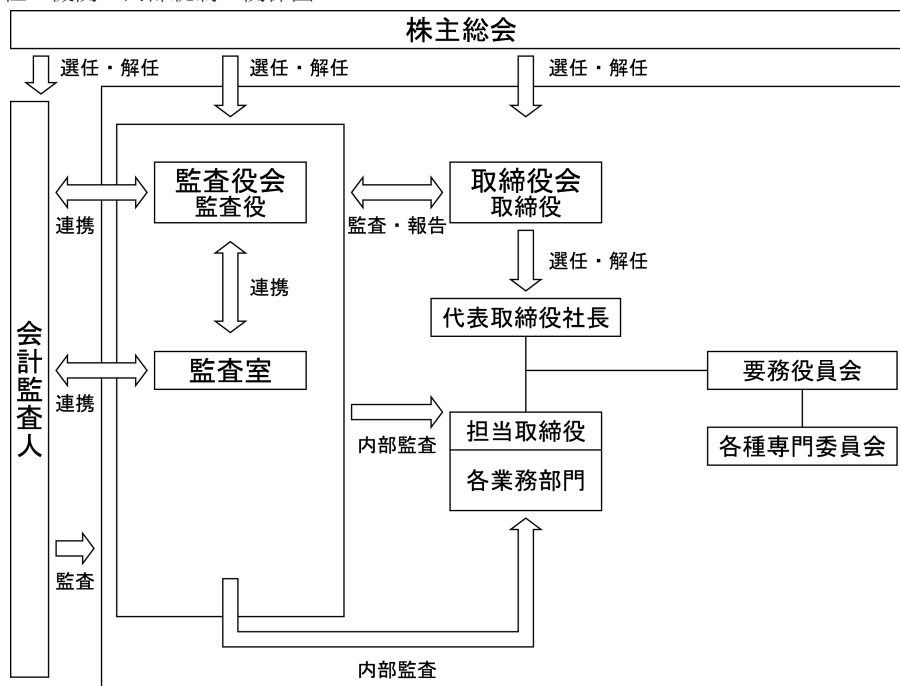 株主総会
選任・解任
選任・解任
選任・解任
監査役会
監査役
取締役会
取締役
連携
監査・報告
選任・解任
連携
代表取締役社長
会計監査人
監査室
要務役員会
連携
内部監査
担当取締役
各種専門委員会
各業務部門
監査
内部監査